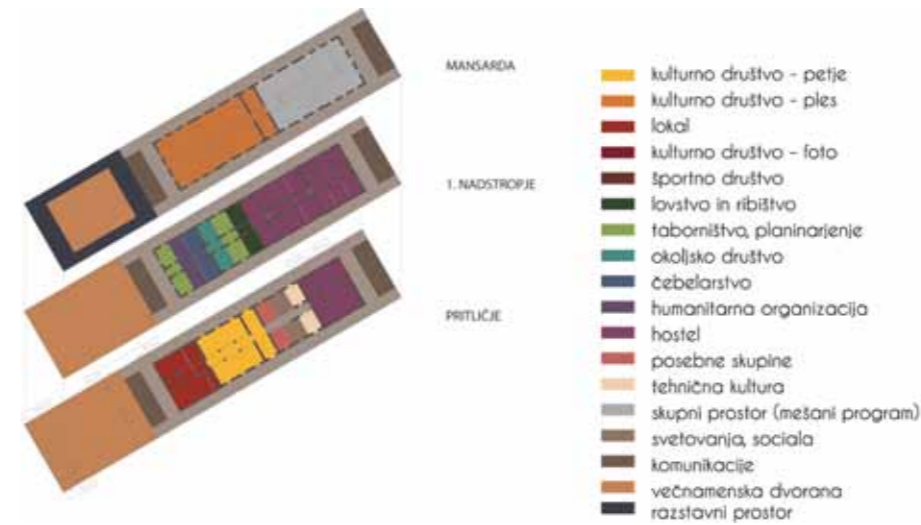 MANSARDA
1. NADSTROPJE
PRITLIČJE
kulturno društvo - petje
kulturno društvo - ples
lokal
kulturno društvo - foto
športno društvo
lovstvo in ribištvo
taborništvo, planinarjenje
okoljsko društvo
čebelarstvo
humanitarna organizacija
hostel
posebne skupine
tehnična kultura
skupni prostor (mešani program)
svetovanja, sociala
komunikacije
večnamenska dvorana
razstavni prostor